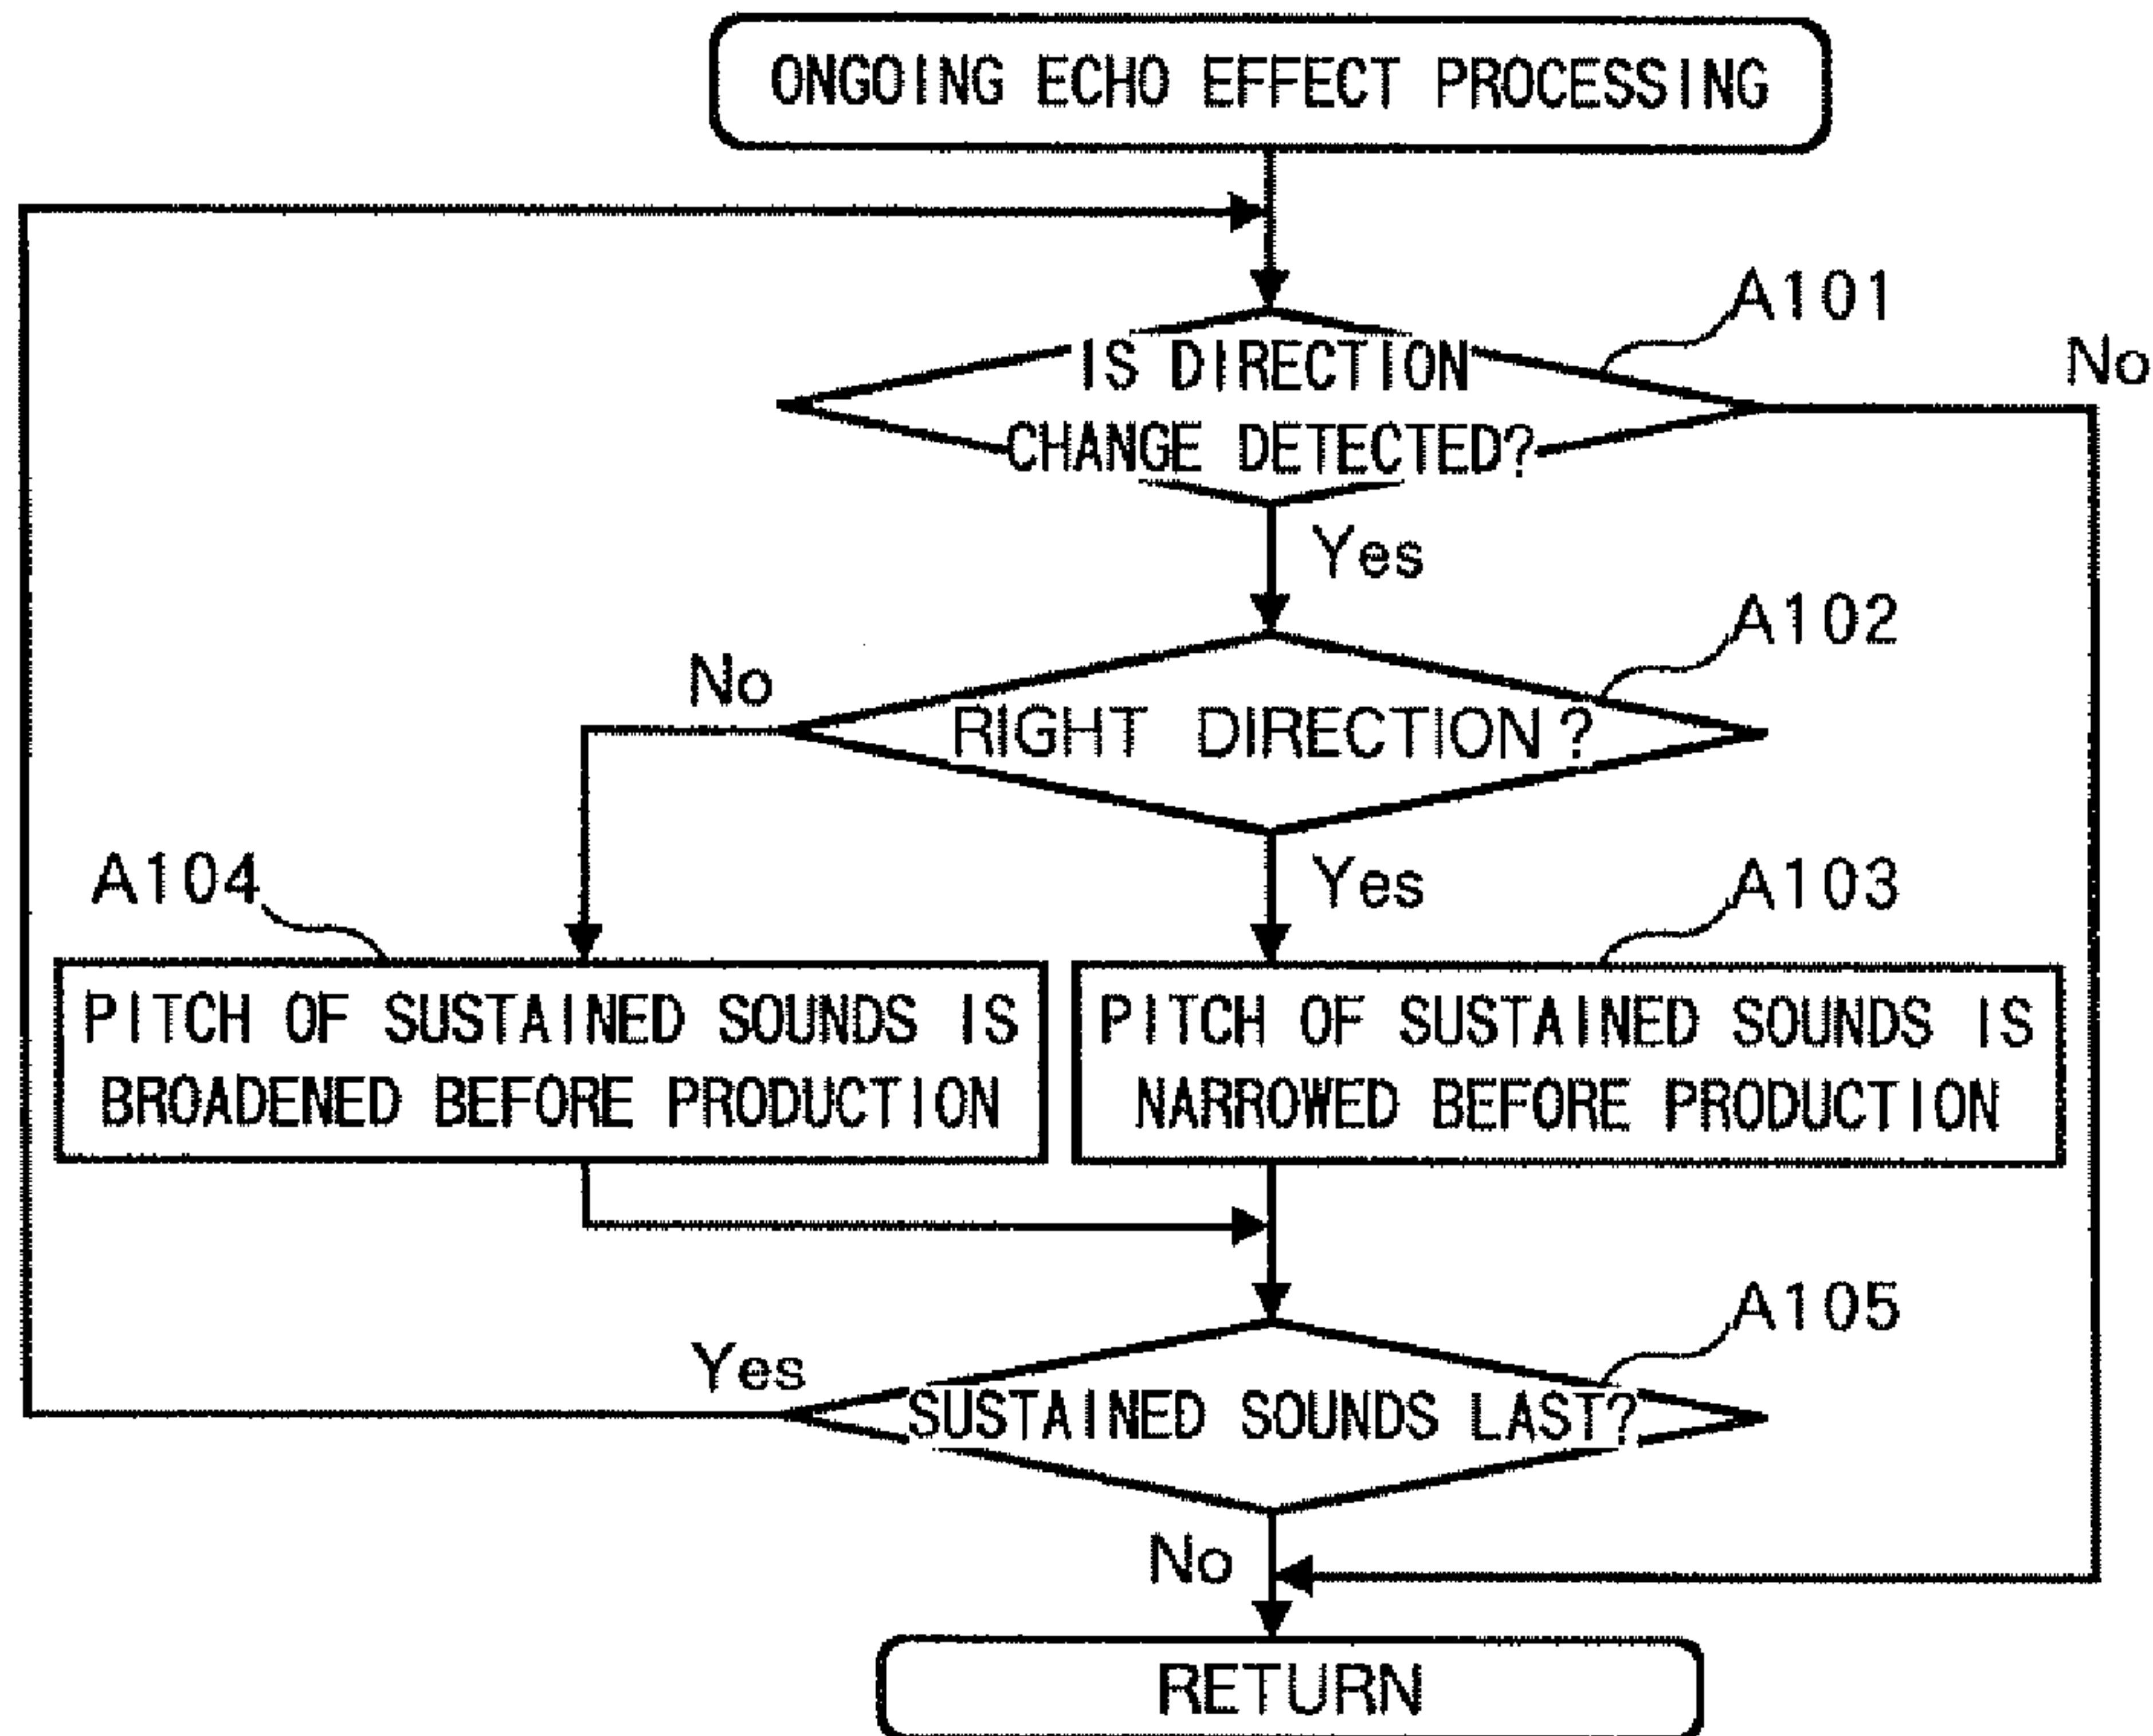 ONGOING ECHO EFFECT PROCESSING
A101
No
IS DIRECTION
CHANGE DETECTED?
Yes
A102
No
RIGHT DIRECTION?
A104
Yes
A103
PITCH OF SUSTAINED SOUNDS IS
BROADENED BEFORE PRODUCTION
PITCH OF SUSTAINED SOUNDS IS
NARROWED BEFORE PRODUCTION
A105
Yes
SUSTAINED SOUNDS LAST?
No
RETURN